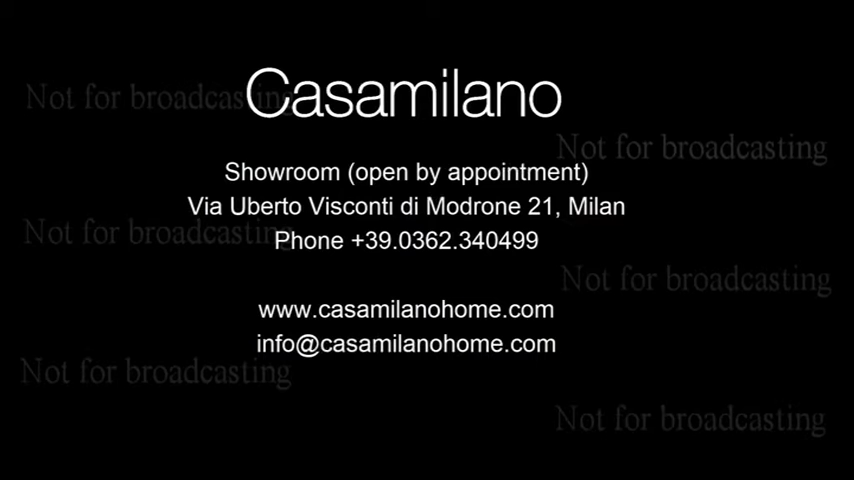 Casamilano
Not for broadcasting
Not for broadcasting
Showroom (open by appointment)
Via Uberto Visconti di Modrone 21, Milan
Not for broadcasting
Phone +39.0362.340499
Not for broadcasting
www.casamilanohome.com
info@casamilanohome.com
Not for broadcasting
Not for broadcasting